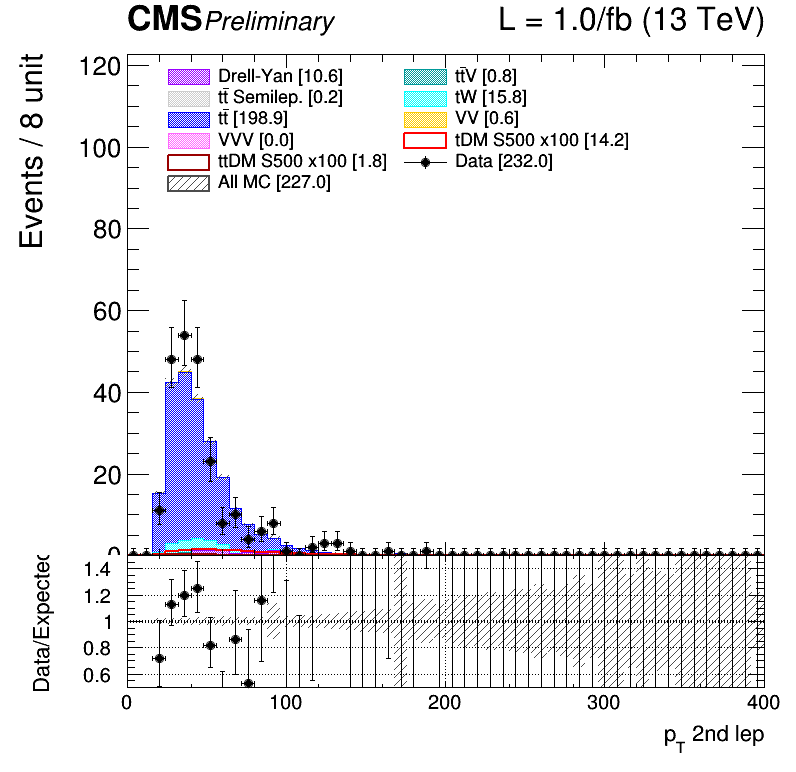 CMS Preliminary L = 1.0/fb (13 TeV)
Events / 8 unit
120
100
80
60
40
20
0
Drell-Yan [10.6]
tt̄ Semilep. [0.2]
tt̄ [198.9]
VVV [0.0]
ttDM S500 x100 [1.8]
All MC [227.0]
tt̄V [0.8]
tW [15.8]
VV [0.6]
tDM S500 x100 [14.2]
Data [232.0]
Data/Expected
1.4
1.2
1
0.8
0.6
0 100 200 300 400
pT 2nd lep